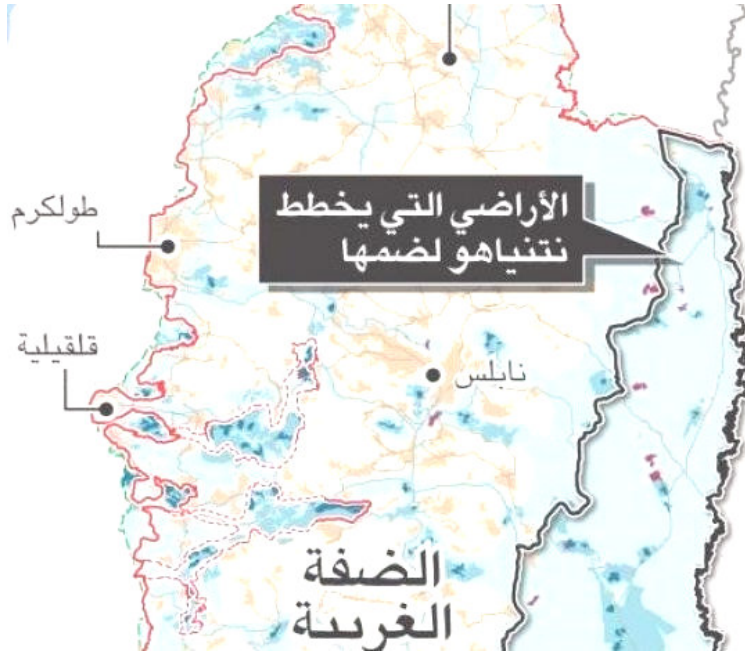 الأراضي التي يخطط
نتنياهو لضمها
طولكرم
قلقيلية
نابلس
الضفة
الغربية